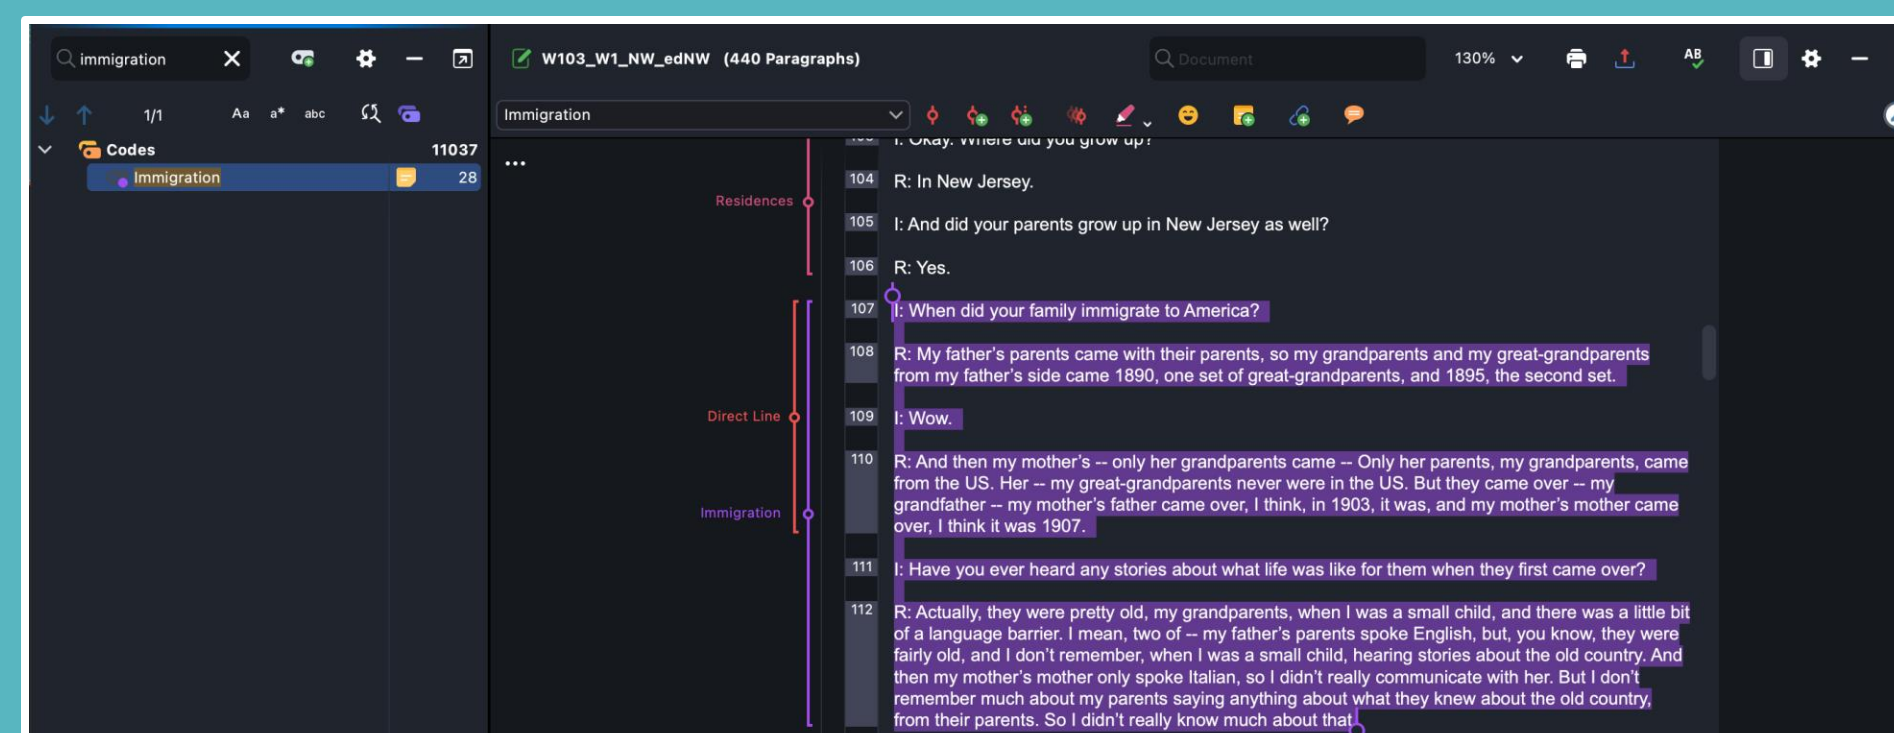 immigration
W103_W1_NW_edNW (440 Paragraphs)
Document
130%
AB
1/1
Aa a* abc
Immigration
Codes 11037
Immigration 28
...
I: Okay. Where did you grow up?
Residences
104 R: In New Jersey.
105 I: And did your parents grow up in New Jersey as well?
106 R: Yes.
107 I: When did your family immigrate to America?
108 R: My father's parents came with their parents, so my grandparents and my great-grandparents
from my father's side came 1890, one set of great-grandparents, and 1895, the second set.
Direct Line
109 I: Wow.
110 R: And then my mother's -- only her grandparents came -- Only her parents, my grandparents, came
from the US. Her -- my great-grandparents never were in the US. But they came over -- my
grandfather -- my mother's father came over, I think, in 1903, it was, and my mother's mother came
over, I think it was 1907.
Immigration
111 I: Have you ever heard any stories about what life was like for them when they first came over?
112 R: Actually, they were pretty old, my grandparents, when I was a small child, and there was a little bit
of a language barrier. I mean, two of -- my father's parents spoke English, but, you know, they were
fairly old, and I don't remember, when I was a small child, hearing stories about the old country. And
then my mother's mother only spoke Italian, so I didn't really communicate with her. But I don't
remember much about my parents saying anything about what they knew about the old country,
from their parents. So I didn't really know much about that